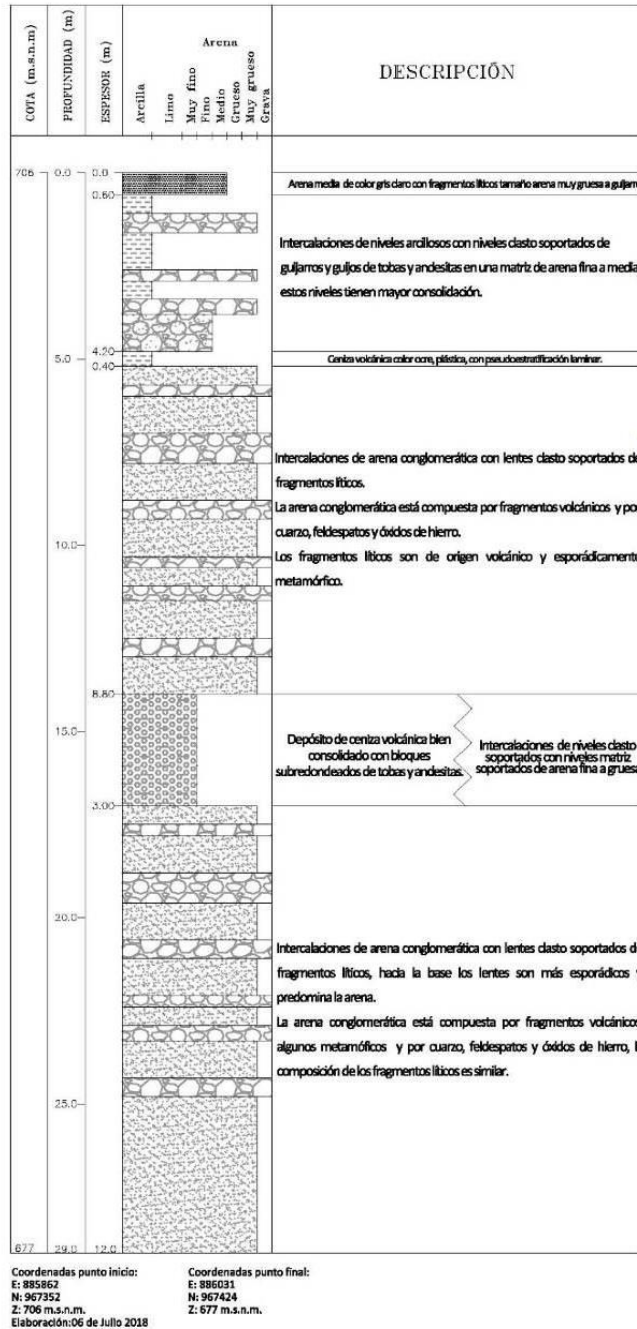 COTA (m.s.n.m)
PROFUNDIDAD (m)
ESPESOR (m)
Arena
Arcilla
Limo
Muy fino
Fino
Medio
Grueso
Muy grueso
Grava
DESCRIPCIÓN
706 0.0 0.0
Arena media de color gris claro con fragmentos líticos tamaño arena muy gruesa a guijarr
0.60
Intercalaciones de niveles arcillosos con niveles clasto soportados de
guijarros y guijos de tobas y andesitas en una matriz de arena fina a media
estos niveles tienen mayor consolidación.
4.20
Ceniza volcánica color ocre, plástica, con pseudoestratificación laminar.
5.0 0.40
Intercalaciones de arena conglomerática con lentes clasto soportados de
fragmentos líticos.
La arena conglomerática está compuesta por fragmentos volcánicos y por
cuarzo, feldespatos y óxidos de hierro.
10.0
Los fragmentos líticos son de origen volcánico y esporádicamente
metamórfico.
8.80
15.0
Depósito de ceniza volcánica bien
consolidado con bloques
subredondeados de tobas y andesitas.
Intercalaciones de niveles clasto
soportados con niveles matriz
soportados de arena fina a gruesa
3.00
20.0
Intercalaciones de arena conglomerática con lentes clasto soportados de
fragmentos líticos, hacia la base los lentes son más esporádicos y
predomina la arena.
La arena conglomerática está compuesta por fragmentos volcánicos
algunos metamóficos y por cuarzo, feldespatos y óxidos de hierro, l
composición de los fragmentos líticos es similar.
25.0
677 29.0 12.0
Coordenadas punto inicio:
E: 885862
N: 967352
Z: 706 m.s.n.m.
Elaboración:06 de Julio 2018
Coordenadas punto final:
E: 886031
N: 967424
Z: 677 m.s.n.m.